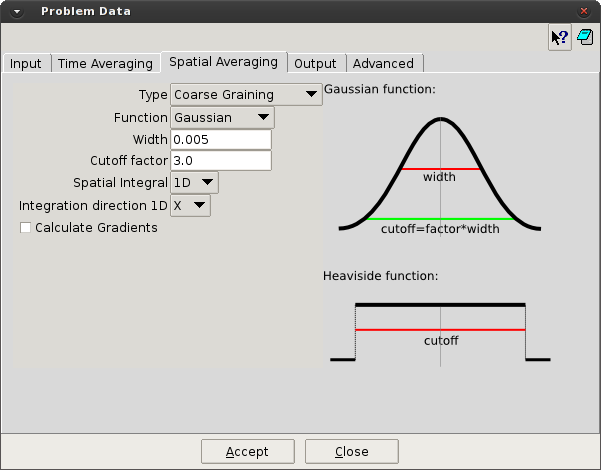 Problem Data
?
Input Time Averaging Spatial Averaging Output Advanced
Type Coarse Graining
Function Gaussian
Width 0.005
Cutoff factor 3.0
Spatial Integral 1D
Integration direction 1D X
Calculate Gradients
Gaussian function:
width
cutoff=factor*width
Heaviside function:
cutoff
Accept Close